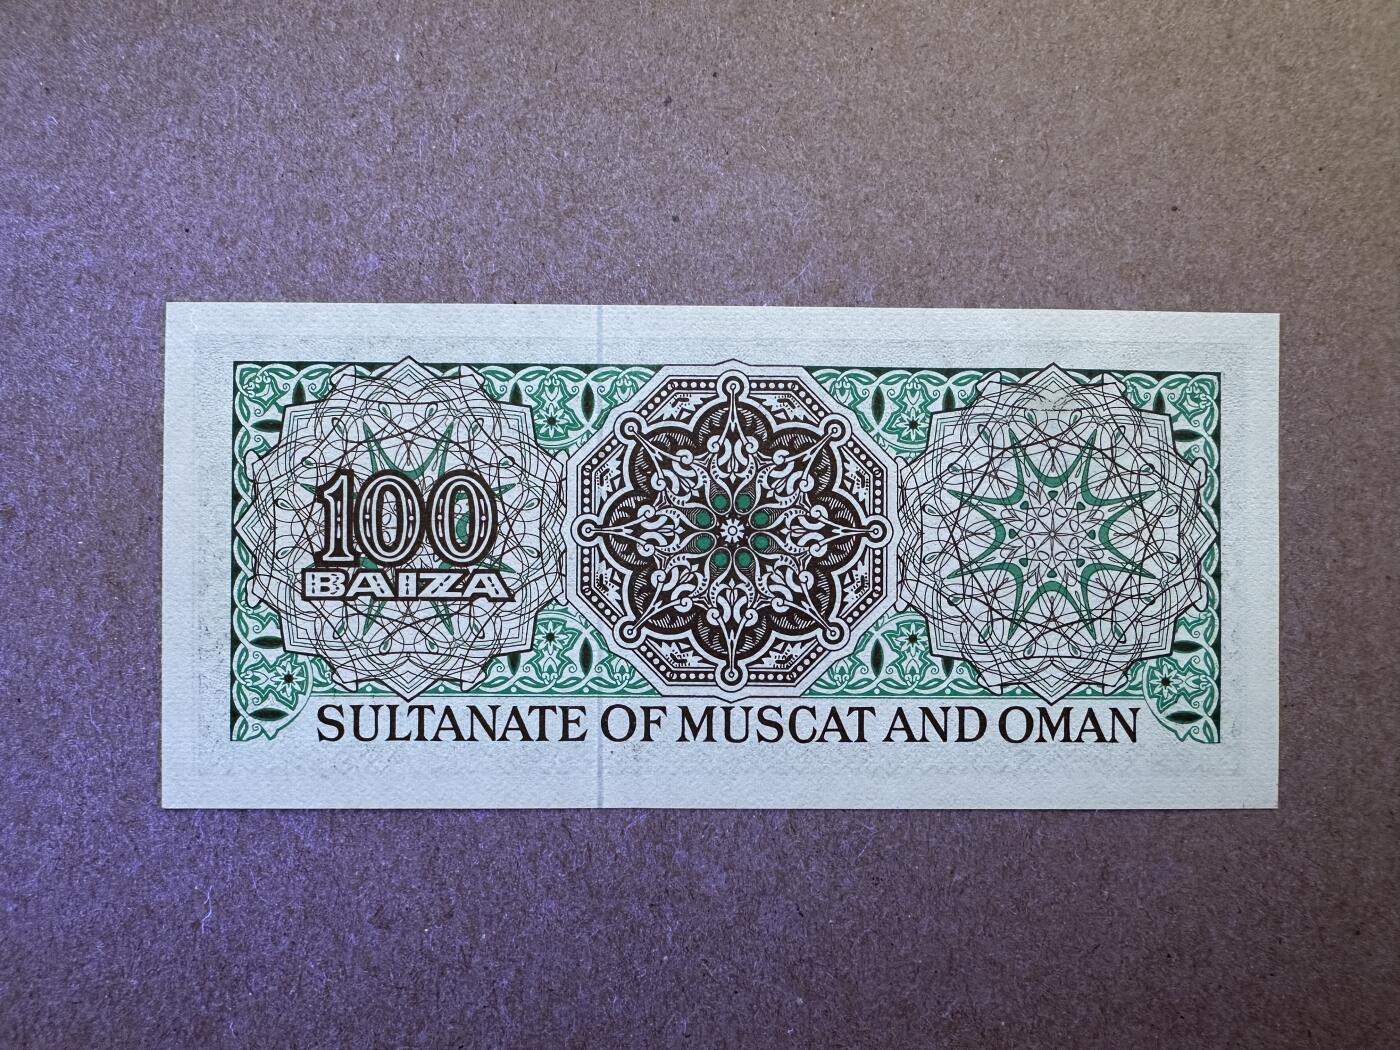 100
BAIZA
SULTANATE OF MUSCAT AND OMAN